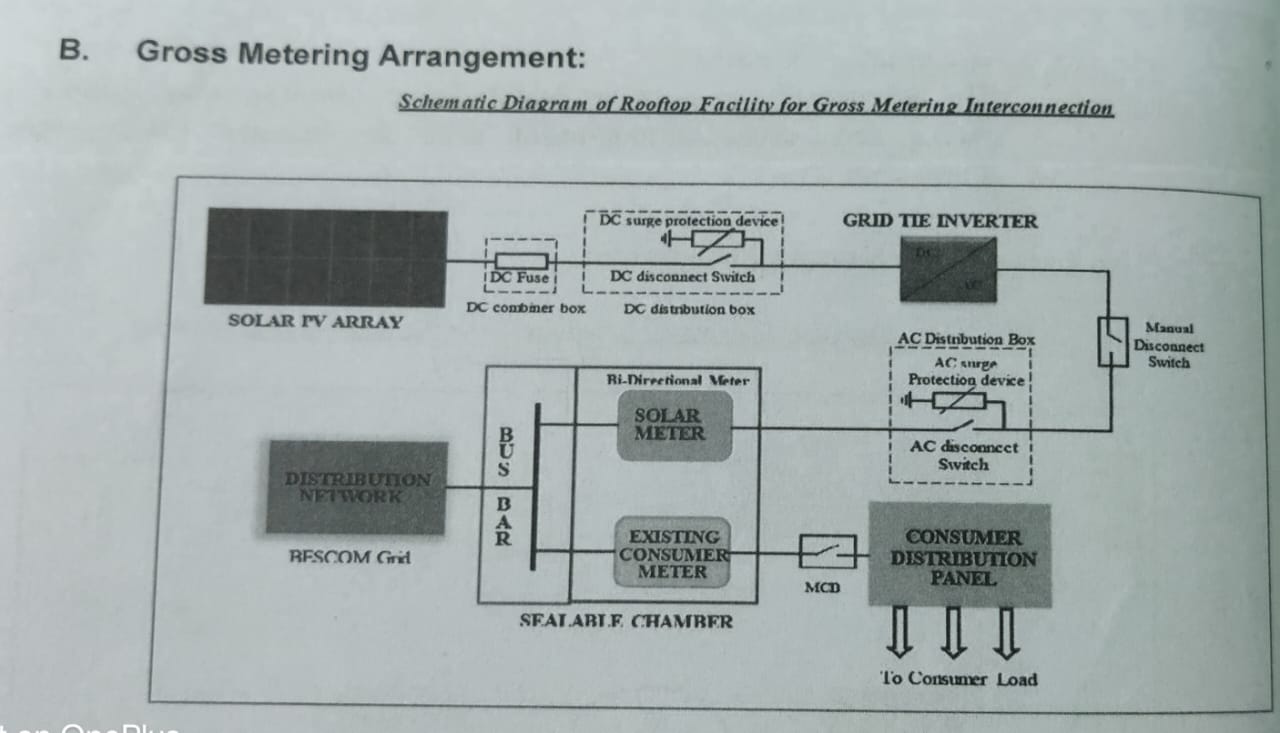 B. Gross Metering Arrangement:
Schematic Diagram of Rooftop Facility for Gross Metering Interconnection
DC surge protection device
GRID TIE INVERTER
DC
DC Fuse
DC disconnect Switch
DC combiner box
DC distribution box
SOLAR PV ARRAY
Manual
Disconnect
Switch
AC Distribution Box
AC surge
Protection device
AC disconnect
Switch
Bi-Directional Meter
SOLAR
METER
BUS BAR
DISTRIBUTION
NETWORK
BESCOM Grid
EXISTING
CONSUMER
METER
MCD
CONSUMER
DISTRIBUTION
PANEL
SEALABLE CHAMBER
To Consumer Load